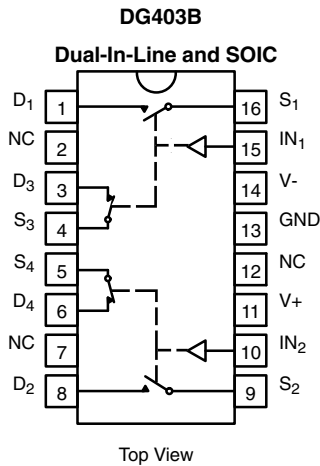 DG403B
Dual-In-Line and SOIC
D1 1 16 S1
NC 2 15 IN1
D3 3 14 V-
S3 4 13 GND
S4 5 12 NC
D4 6 11 V+
NC 7 10 IN2
D2 8 9 S2
Top View